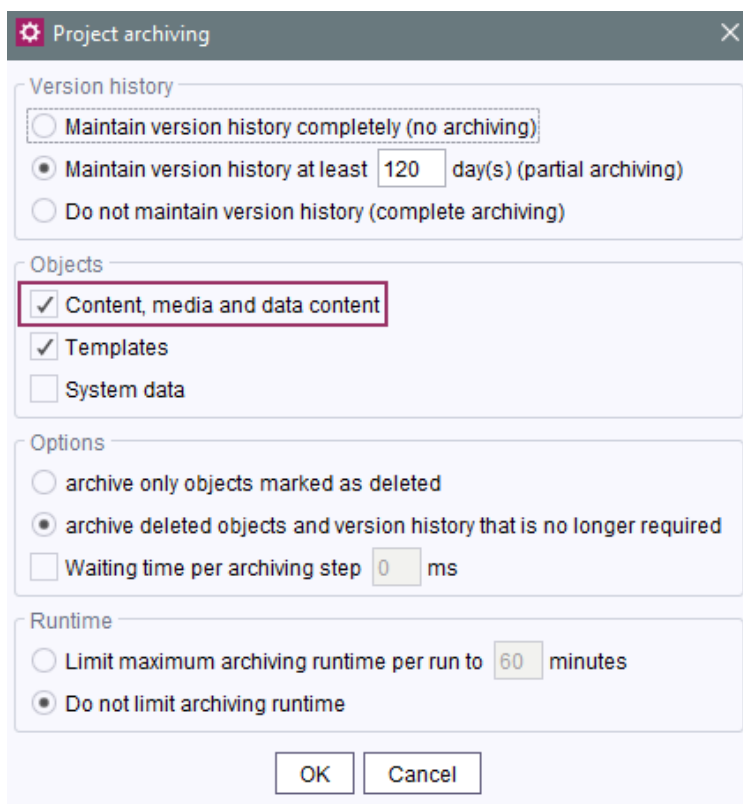 Project archiving
Version history
Maintain version history completely (no archiving)
Maintain version history at least 120 day(s) (partial archiving)
Do not maintain version history (complete archiving)
Objects
Content, media and data content
Templates
System data
Options
archive only objects marked as deleted
archive deleted objects and version history that is no longer required
Waiting time per archiving step 0 ms
Runtime
Limit maximum archiving runtime per run to 60 minutes
Do not limit archiving runtime
OK Cancel